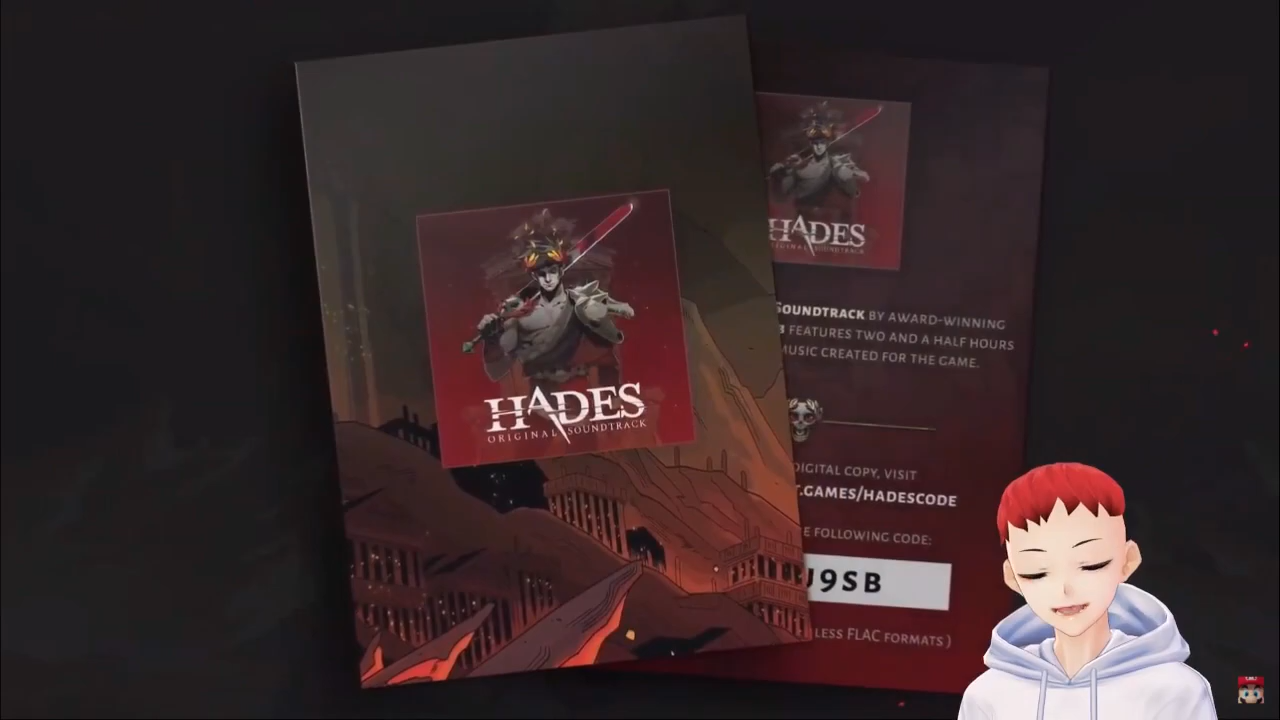 HADES
ORIGINAL SOUNDTRACK
HADES
ORIGINAL SOUNDTRACK
SOUNDTRACK BY AWARD-WINNING
FEATURES TWO AND A HALF HOURS
MUSIC CREATED FOR THE GAME.
DIGITAL COPY, VISIT
.GAMES/HADESCODE
FOLLOWING CODE:
9SB
LESS FLAC FORMATS )